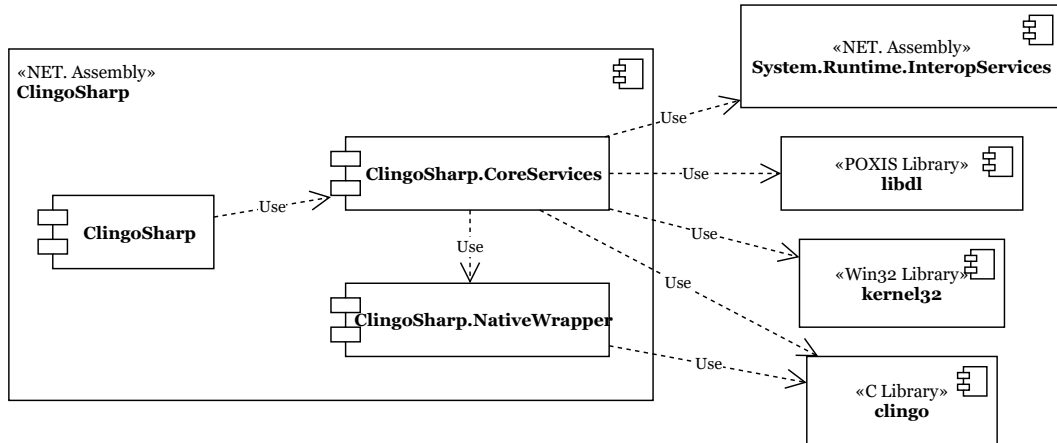 «NET. Assembly»
ClingoSharp
«NET. Assembly»
System.Runtime.InteropServices
Use
ClingoSharp.CoreServices
Use
«POXIS Library»
libdl
Use
ClingoSharp
Use
Use
«Win32 Library»
kernel32
Use
ClingoSharp.NativeWrapper
Use
«C Library»
clingo